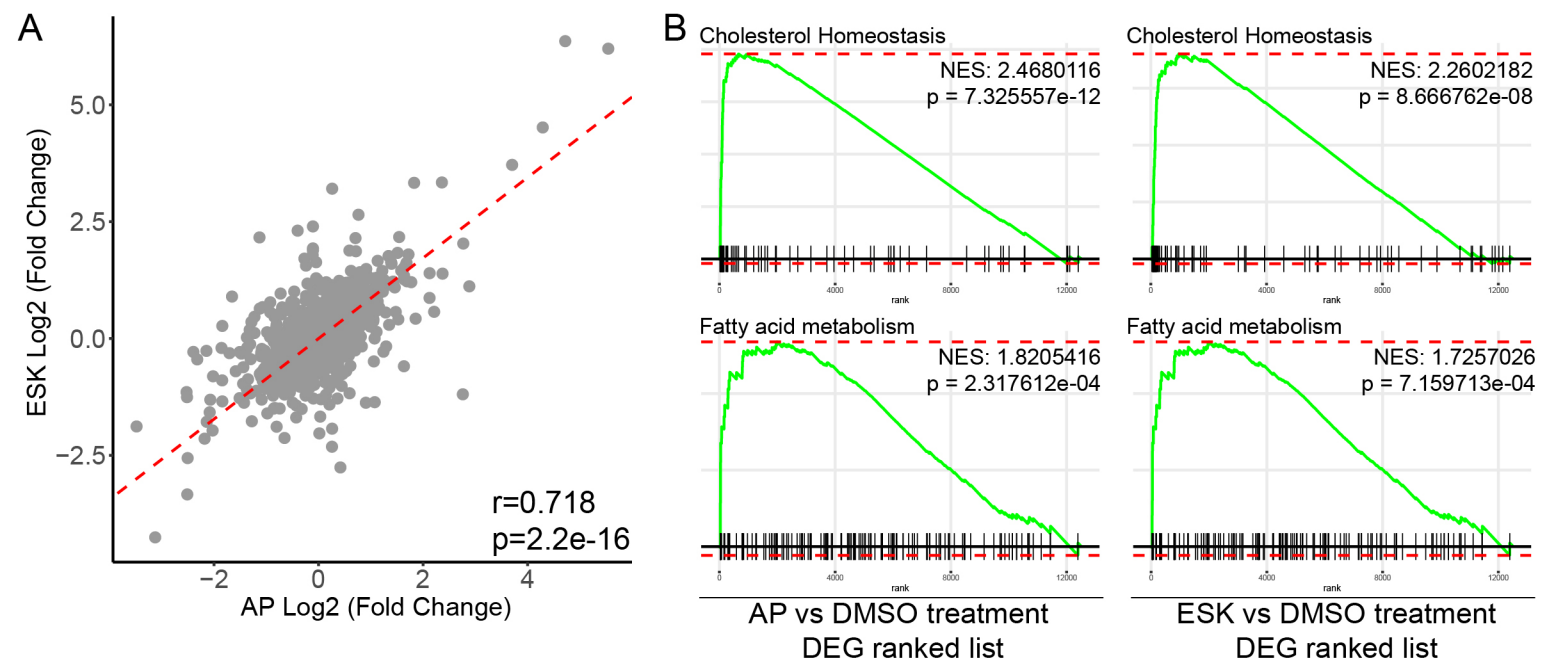 A
ESK Log2 (Fold Change)
5.0
2.5
0.0
−2.5
r=0.718
p=2.2e-16
−2 0 2 4
AP Log2 (Fold Change)
B
Cholesterol Homeostasis
NES: 2.4680116
p = 7.325557e-12
0 4000 8000 12000
rank
Cholesterol Homeostasis
NES: 2.2602182
p = 8.666762e-08
0 4000 8000 12000
rank
Fatty acid metabolism
NES: 1.8205416
p = 2.317612e-04
0 4000 8000 12000
rank
Fatty acid metabolism
NES: 1.7257026
p = 7.159713e-04
0 4000 8000 12000
rank
AP vs DMSO treatment
DEG ranked list
ESK vs DMSO treatment
DEG ranked list